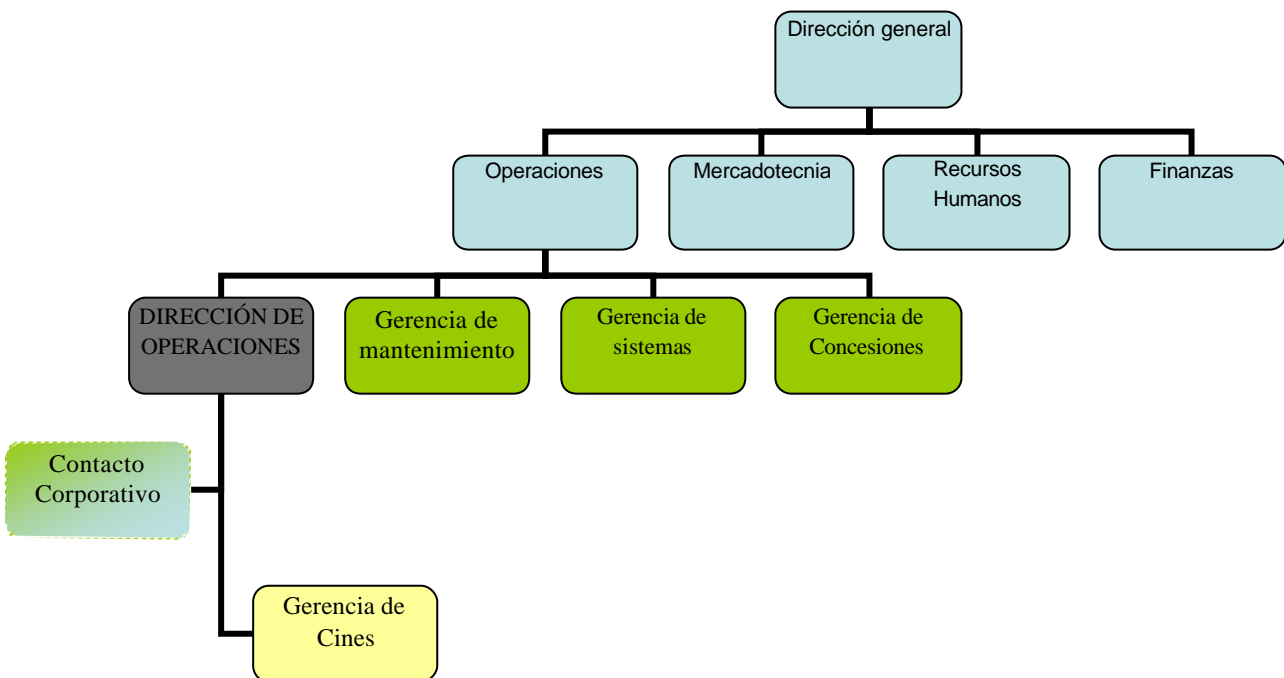 Dirección general
Operaciones
Mercadotecnia
Recursos
Humanos
Finanzas
DIRECCIÓN DE
OPERACIONES
Gerencia de
mantenimiento
Gerencia de
sistemas
Gerencia de
Concesiones
Contacto
Corporativo
Gerencia de
Cines